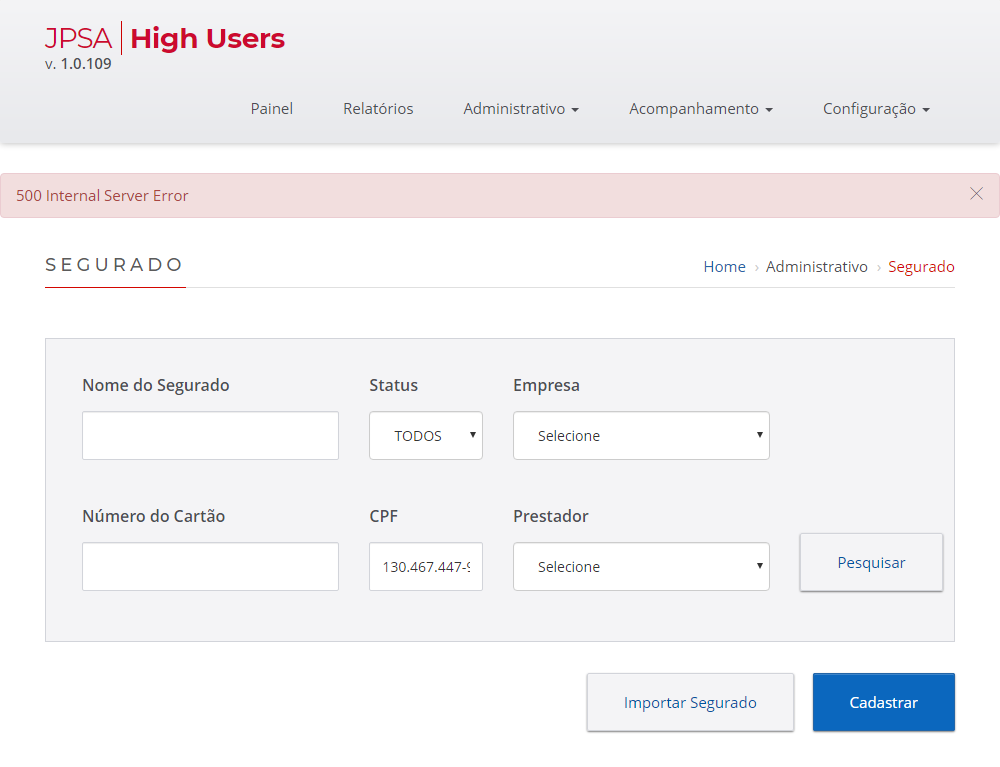 JPSA High Users
v. 1.0.109
Painel Relatórios Administrativo Acompanhamento Configuração
500 Internal Server Error
SEGURADO
Home › Administrativo › Segurado
Nome do Segurado Status Empresa
TODOS Selecione
Número do Cartão CPF Prestador
130.467.447-9 Selecione Pesquisar
Importar Segurado Cadastrar